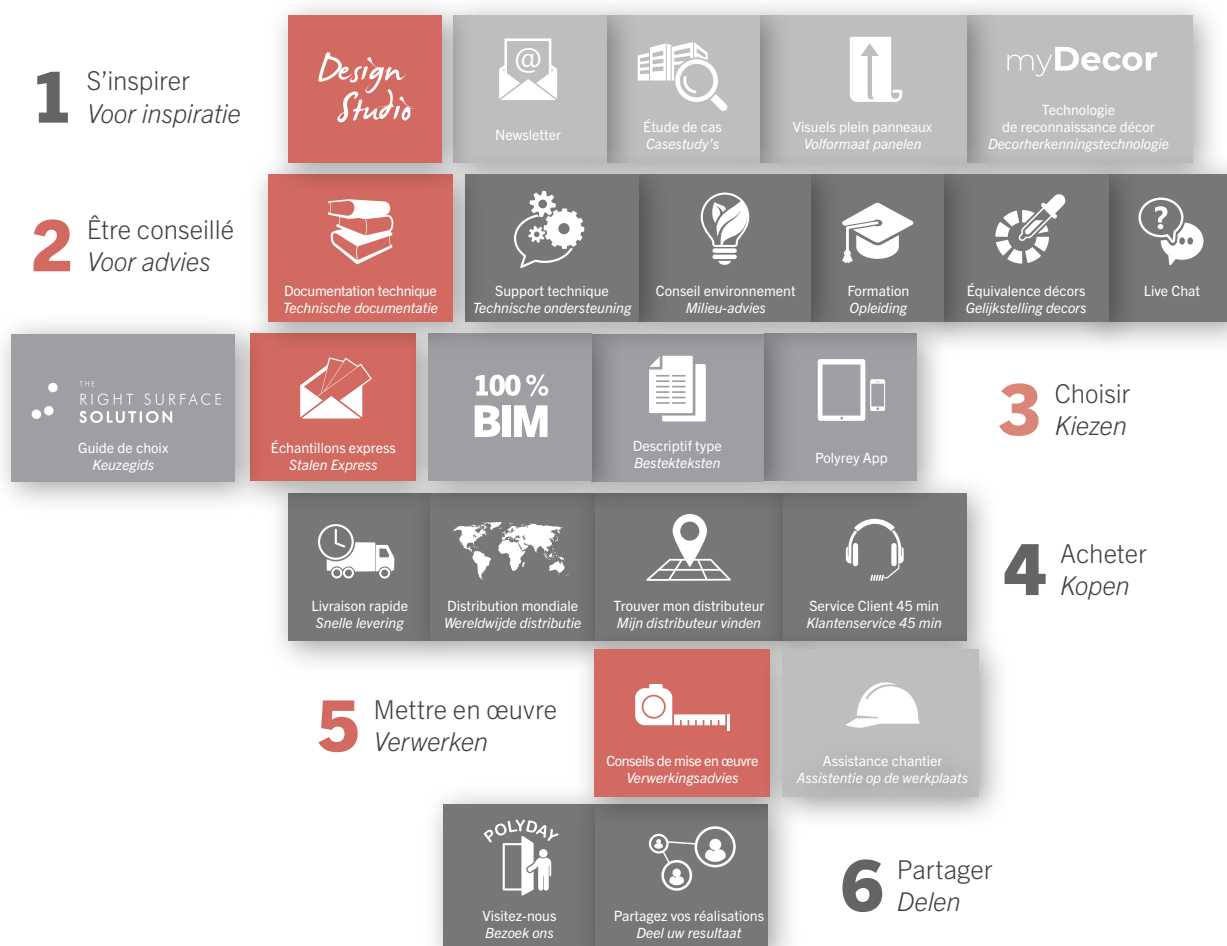 1
S'inspirer
Voor inspiratie
Design
Studio
@
Newsletter
Étude de cas
Casestudy's
Visuels plein panneaux
Volformaat panelen
myDecor
Technologie
de reconnaissance décor
Decorherkenningstechnologie
2
Être conseillé
Voor advies
Documentation technique
Technische documentatie
Support technique
Technische ondersteuning
Conseil environnement
Milieu-advies
Formation
Opleiding
Équivalence décors
Gelijkstelling decors
?
Live Chat
THE
RIGHT SURFACE
SOLUTION
Guide de choix
Keuzegids
Échantillons express
Stalen Express
100 %
BIM
Descriptif type
Bestekteksten
Polyrey App
3
Choisir
Kiezen
Livraison rapide
Snelle levering
Distribution mondiale
Wereldwijde distributie
Trouver mon distributeur
Mijn distributeur vinden
Service Client 45 min
Klantenservice 45 min
4
Acheter
Kopen
5
Mettre en œuvre
Verwerken
Conseils de mise en œuvre
Verwerkingsadvies
Assistance chantier
Assistentie op de werkplaats
POLYDAY
Visitez-nous
Bezoek ons
Partagez vos réalisations
Deel uw resultaat
6
Partager
Delen